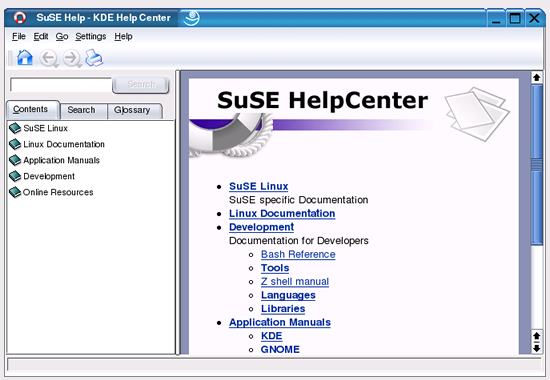 SuSE Help - KDE Help Center
File Edit Go Settings Help
Search
Contents Search Glossary
SuSE Linux
Linux Documentation
Application Manuals
Development
Online Resources
SuSE HelpCenter
SuSE Linux
SuSE specific Documentation
Linux Documentation
Development
Documentation for Developers
Bash Reference
Tools
Z shell manual
Languages
Libraries
Application Manuals
KDE
GNOME